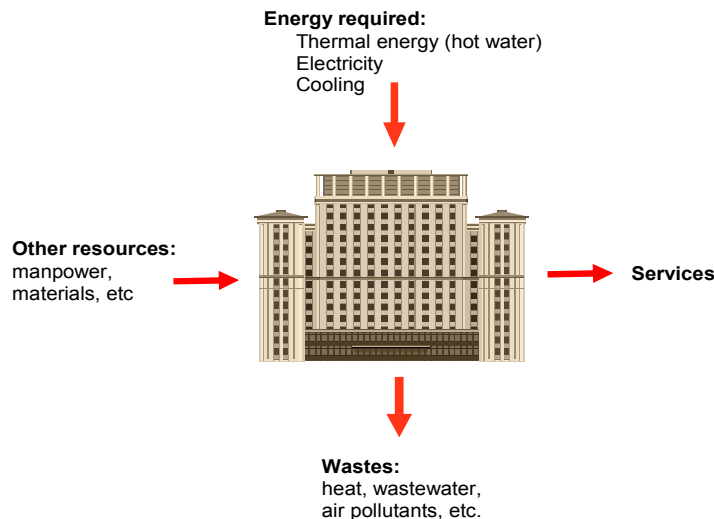 Energy required:
Thermal energy (hot water)
Electricity
Cooling
Other resources:
manpower,
materials, etc
Services
Wastes:
heat, wastewater,
air pollutants, etc.